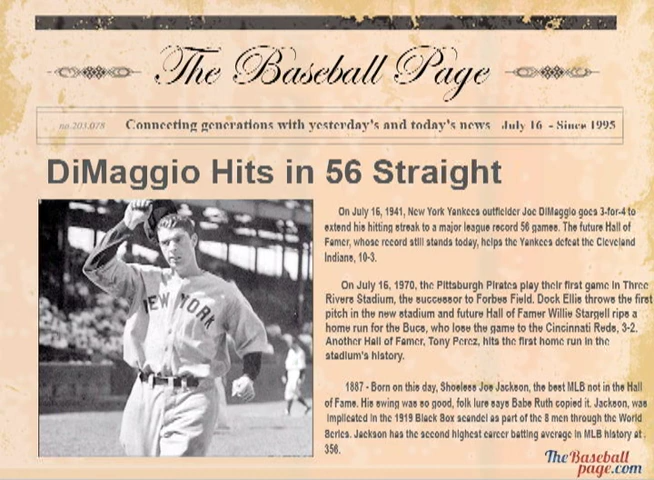 The Baseball Page
no.203.078 Connecting generations with yesterday's and today's news July 16 - Since 1995
DiMaggio Hits in 56 Straight
On July 16, 1941, New York Yankees outfielder Joe DiMaggio goes 3-for-4 to
extend his hitting streak to a major league record 56 games. The future Hall of
Famer, whose record still stands today, helps the Yankees defeat the Cleveland
Indians, 10-3.
On July 16, 1970, the Pittsburgh Pirates play their first game in Three
Rivers Stadium, the successor to Forbes Field. Dock Ellis throws the first
pitch in the new stadium and future Hall of Famer Willie Stargell rips a
home run for the Bucs, who lose the game to the Cincinnati Reds, 3-2.
Another Hall of Famer, Tony Perez, hits the first home run in the
stadium's history.
1887 - Born on this day, Shoeless Joe Jackson, the best MLB not in the Hall
of Fame. His swing was so good, folk lure says Babe Ruth copied it. Jackson, was
implicated in the 1919 Black Sox scandel as part of the 8 men through the World
Series. Jackson has the second highest career batting average in MLB history at .
356.
NEW YORK
TheBaseball
page.com